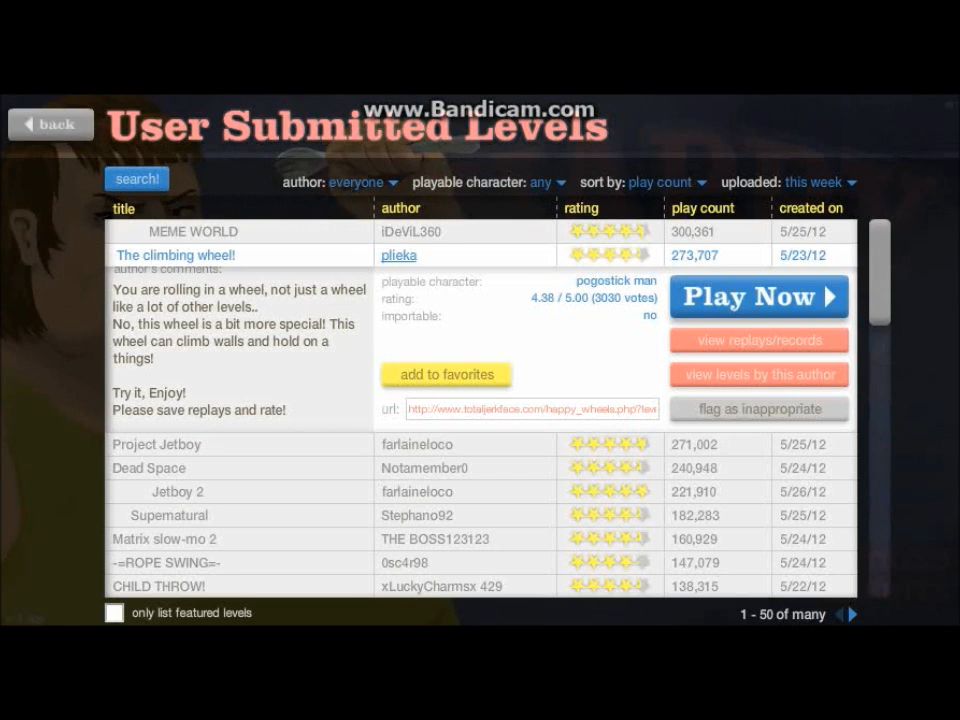 www.Bandicam.com
back
User Submitted Levels
search!
author: everyone playable character: any sort by: play count uploaded: this week
title author rating play count created on
MEME WORLD iDeViL360 300,361 5/25/12
The climbing wheel! plieka 273,707 5/23/12
author's comments:
You are rolling in a wheel, not just a wheel
like a lot of other levels..
No, this wheel is a bit more special! This
wheel can climb walls and hold on a
things!
Try it, Enjoy!
Please save replays and rate!
playable character: pogostick man
rating: 4.38 / 5.00 (3030 votes)
importable: no
add to favorites
url: http://www.totaljerkface.com/happy_wheels.php?leve
Play Now
view replays/records
view levels by this author
flag as inappropriate
Project Jetboy farlaineloco 271,002 5/25/12
Dead Space Notamember0 240,948 5/24/12
Jetboy 2 farlaineloco 221,910 5/26/12
Supernatural Stephano92 182,283 5/25/12
Matrix slow-mo 2 THE BOSS123123 160,929 5/24/12
-=ROPE SWING=- 0sc4r98 147,079 5/24/12
CHILD THROW! xLuckyCharmsx 429 138,315 5/22/12
only list featured levels
1 - 50 of many